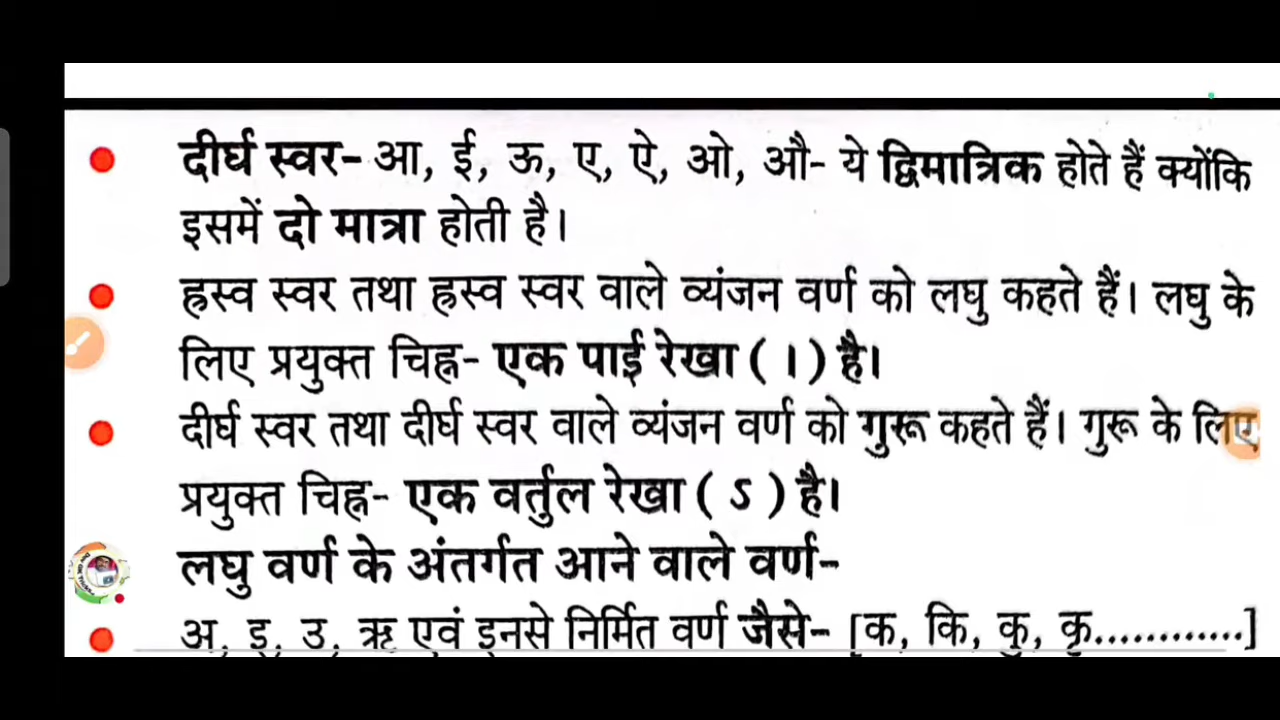 दीर्घ स्वर- आ, ई, ऊ, ए, ऐ, ओ, औ- ये द्विमात्रिक होते हैं क्योंकि
इसमें दो मात्रा होती है।
ह्रस्व स्वर तथा ह्रस्व स्वर वाले व्यंजन वर्ण को लघु कहते हैं। लघु के
लिए प्रयुक्त चिह्न- एक पाई रेखा ( । ) है।
दीर्घ स्वर तथा दीर्घ स्वर वाले व्यंजन वर्ण को गुरू कहते हैं। गुरू के लिए
प्रयुक्त चिह्न- एक वर्तुल रेखा ( S ) है।
लघु वर्ण के अंतर्गत आने वाले वर्ण-
अ, इ, उ, ऋ एवं इनसे निर्मित वर्ण जैसे- [क, कि, कु, कृ............]